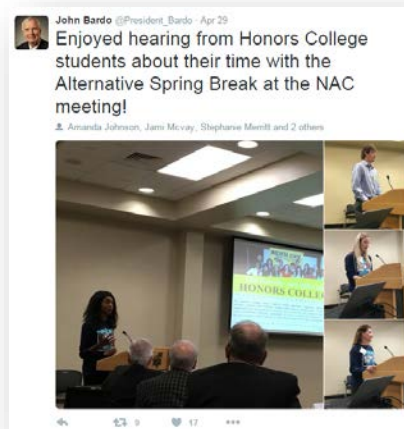 John Bardo @President_Bardo · Apr 29
Enjoyed hearing from Honors College
students about their time with the
Alternative Spring Break at the NAC
meeting!
Amanda Johnson, Jami Mcvay, Stephanie Merritt and 2 others
HONORS COLLE
9
17